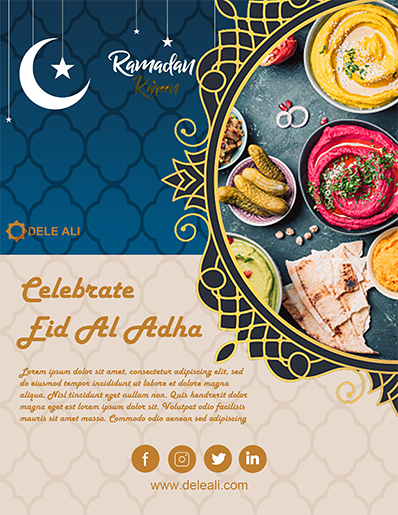 Ramadan
Kareem
DELE ALI
Celebrate
Eid Al Adha
Lorem ipsum dolor sit amet, consectetur adipiscing elit, sed
do eiusmod tempor incididunt ut labore et dolore magna
aliqua. Nisl tincidunt eget nullam non. Quis hendrerit dolor
magna eget est lorem ipsum dolor sit. Volutpat odio facilisis
mauris sit amet massa. Commodo odio aenean sed adipiscing
www.deleali.com